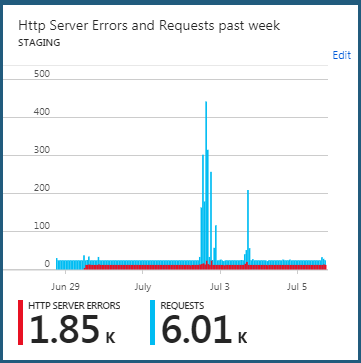 Http Server Errors and Requests past week
STAGING
Edit
500
400
300
200
100
0
Jun 29 July Jul 3 Jul 5
HTTP SERVER ERRORS REQUESTS
1.85 K 6.01 K